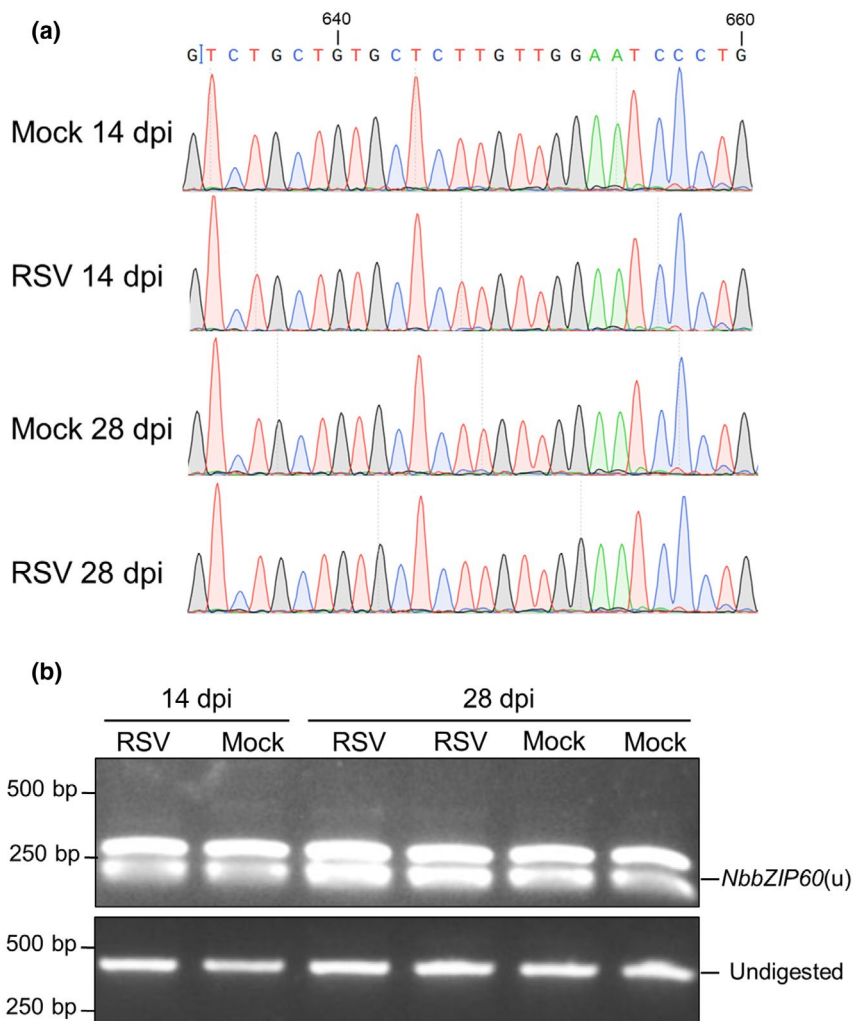 (a)
640 660
G T C T G C T G T G C T C T T G T T G G A A T C C C T G
Mock 14 dpi
RSV 14 dpi
Mock 28 dpi
RSV 28 dpi
(b)
14 dpi 28 dpi
RSV Mock RSV RSV Mock Mock
500 bp
250 bp
NbbZIP60(u)
500 bp
Undigested
250 bp